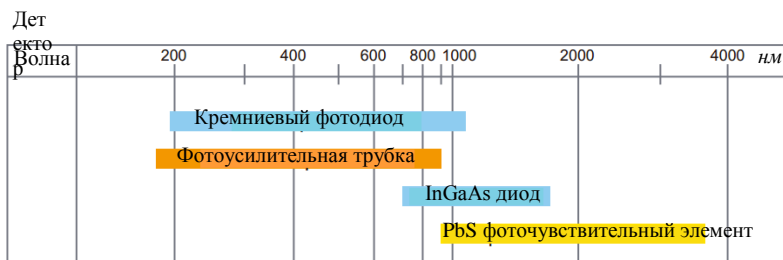 Дет
ектор
Волна
200 400 600 800 1000 2000 4000 нм
Кремниевый фотодиод
Фотоусилительная трубка
InGaAs диод
PbS фоточувствительный элемент